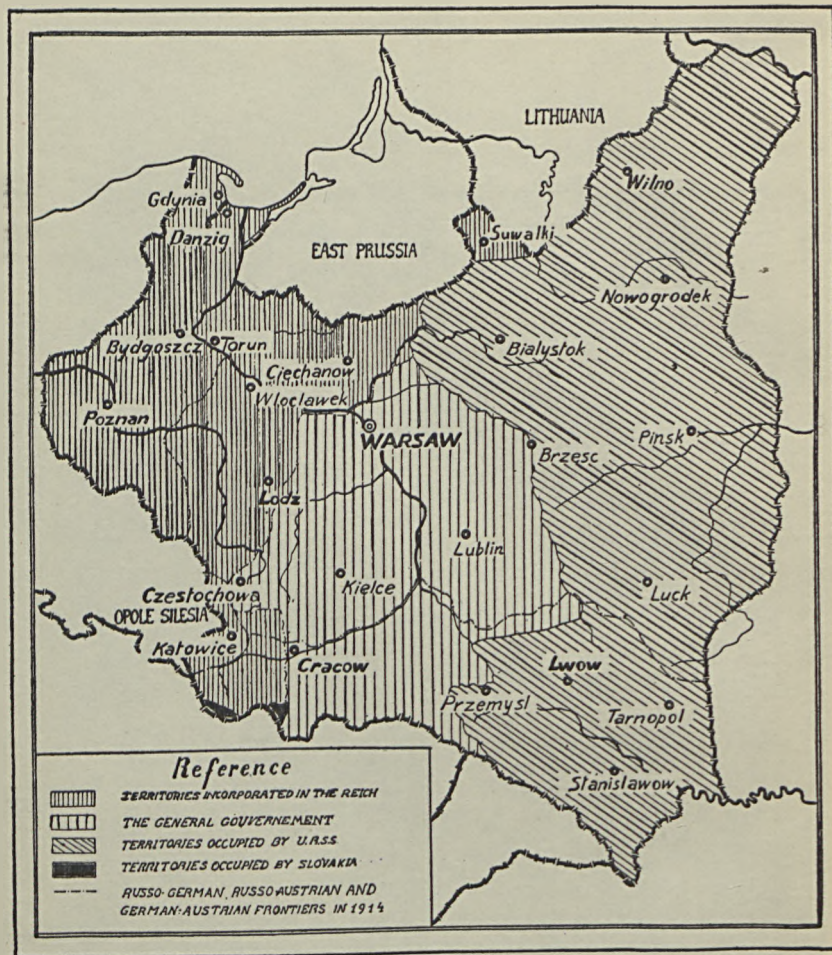 LITHUANIA
Wilno
Gdynia
Suwalki
Danzig
EAST PRUSSIA
Nowogrodek
Bydgoszcz
Torun
Bialystok
Ciechanow
Wloclawek
Poznan
WARSAW
Pinsk
Brzesc
Lodz
Lublin
Kielce
Częstochowa
Luck
OPOLE SILESIA
Katowice
Cracow
Lwow
Przemysl
Tarnopol
Stanislawow
Reference
TERRITORIES INCORPORATED IN THE REICH
THE GENERAL GOUVERNEMENT
TERRITORIES OCCUPIED BY U.R.S.S.
TERRITORIES OCCUPIED BY SLOVAKIA
RUSSO-GERMAN, RUSSO-AUSTRIAN AND
GERMAN-AUSTRIAN FRONTIERS IN 1914